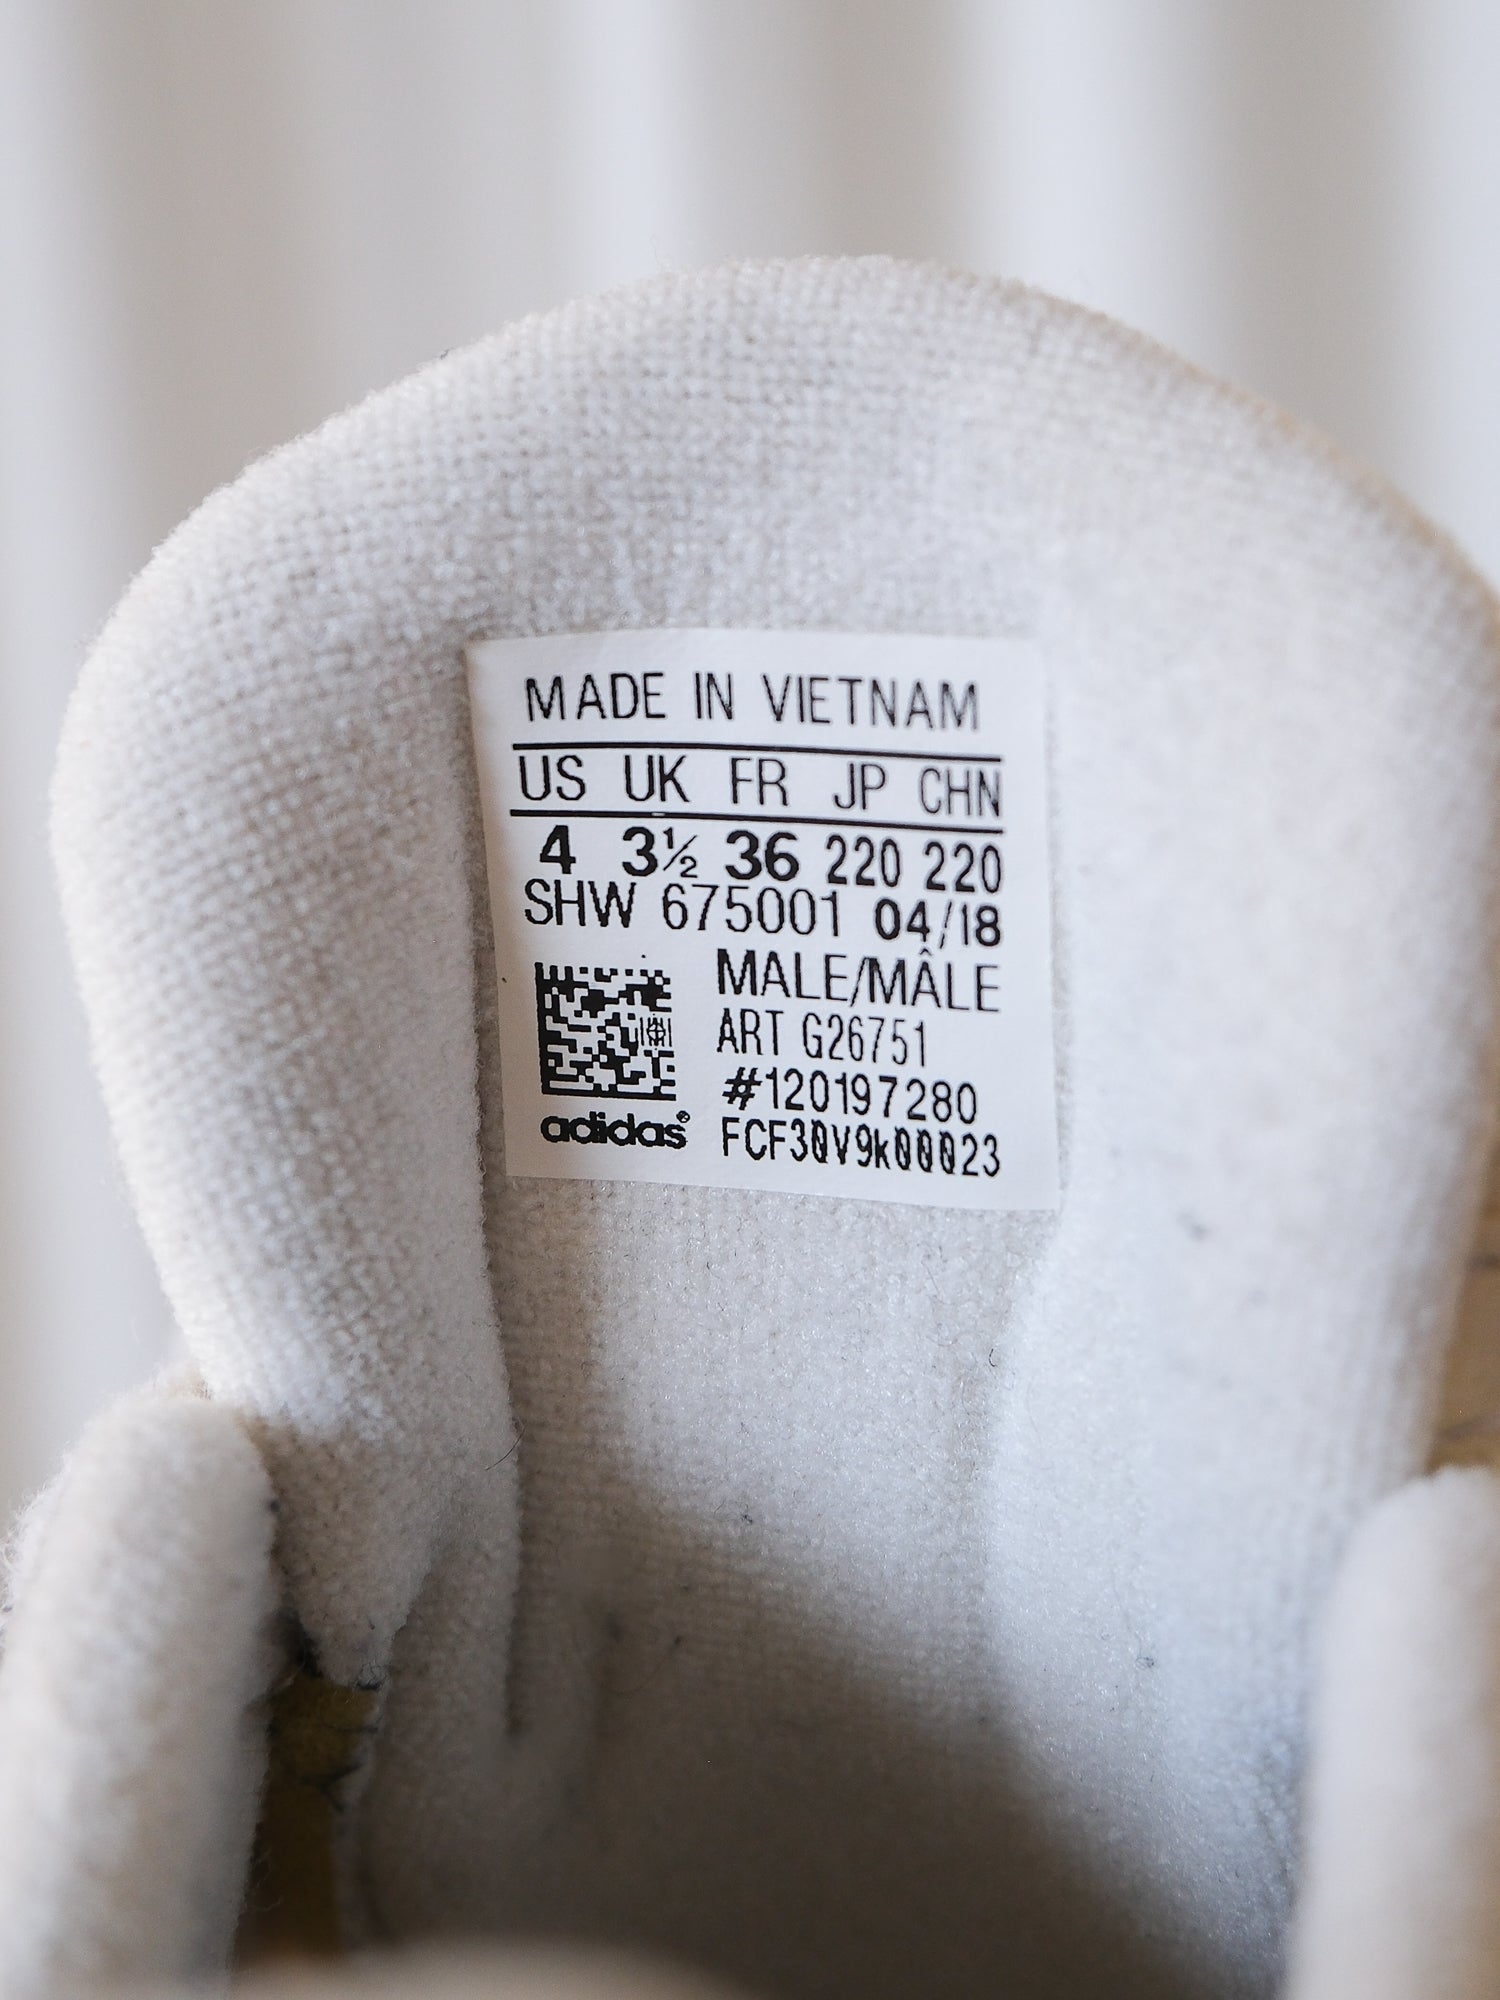 MADE IN VIETNAM
US UK FR JP CHN
4 3½ 36 220 220
SHW 675001 04/18
MALE/MÂLE
ART G26751
#120197280
adidas®
FCF30V9k00023